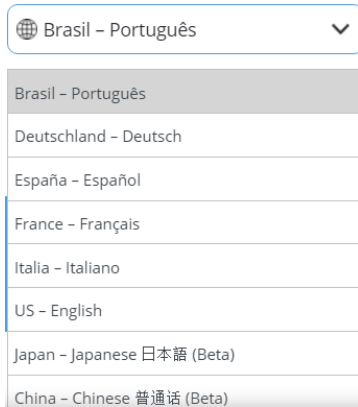 Brasil – Português
Brasil – Português
Deutschland – Deutsch
España – Español
France – Français
Italia – Italiano
US – English
Japan – Japanese 日本語 (Beta)
China – Chinese 普通话 (Beta)